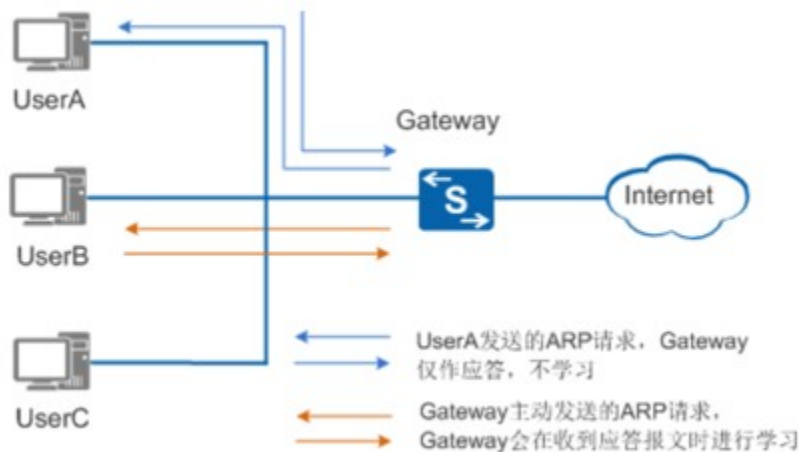 UserA
Gateway
S
Internet
UserB
UserA发送的ARP请求，Gateway
仅作应答，不学习
UserC
Gateway主动发送的ARP请求，
Gateway会在收到应答报文时进行学习